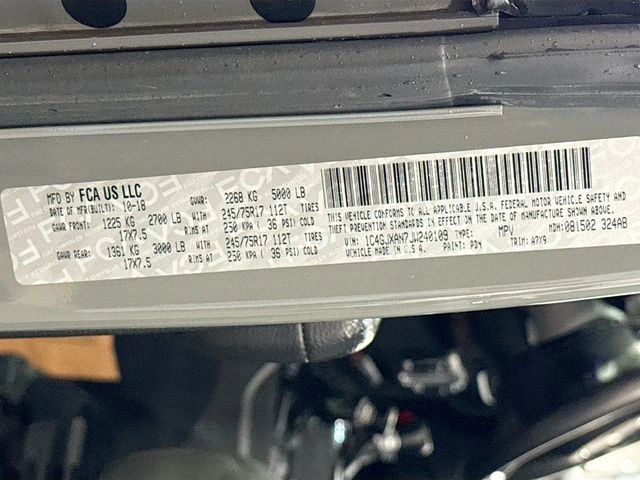 MFD BY FCA US LLC
DATE OF MFR(BUILT): 10-18 GVWR: 2268 KG 5000 LB
GAWR FRONT: 1225 KG 2700 LB WITH 245/75R17 112T TIRES
17X7.5 RIMS AT 250 KPA ( 36 PSI) COLD
GAWR REAR: 1361 KG 3000 LB WITH 245/75R17 112T TIRES
17X7.5 RIMS AT 250 KPA ( 36 PSI) COLD
THIS VEHICLE CONFORMS TO ALL APPLICABLE U.S.A. FEDERAL MOTOR VEHICLE SAFETY AND
THEFT PREVENTION STANDARDS IN EFFECT ON THE DATE OF MANUFACTURE SHOWN ABOVE.
VIN: 1C4GJXAN7JW240109 TYPE: MPV MDH: 081502 324AB
VEHICLE MADE IN U.S.A. PAINT: PDN TRIM: A7X9